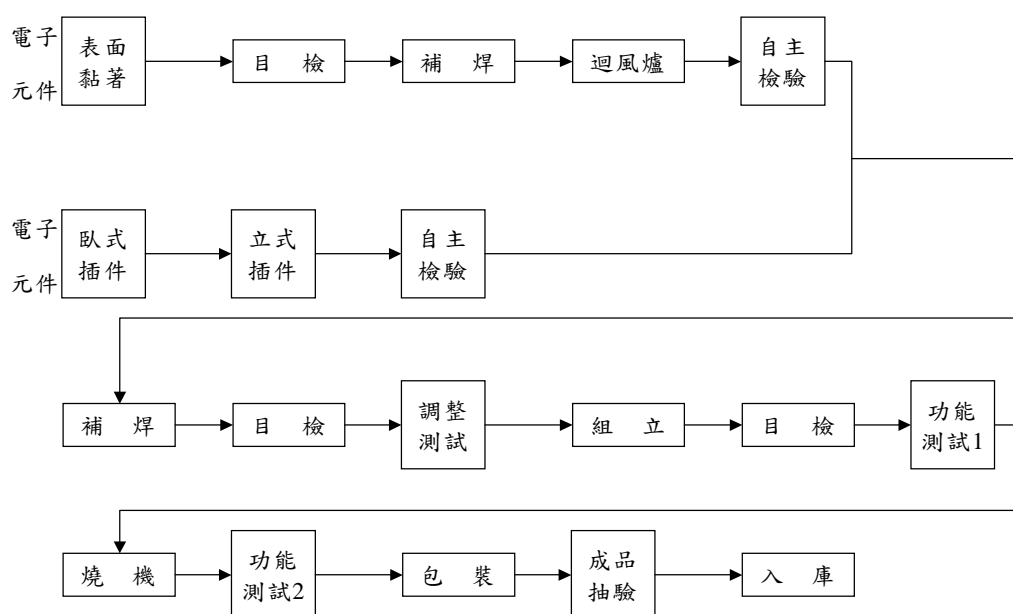 電子
元件
表面
黏著
目 檢
補 焊
迴風爐
自主
檢驗
電子
元件
臥式
插件
立式
插件
自主
檢驗
補 焊
目 檢
調整
測試
組 立
目 檢
功能
測試1
燒 機
功能
測試2
包 裝
成品
抽驗
入 庫